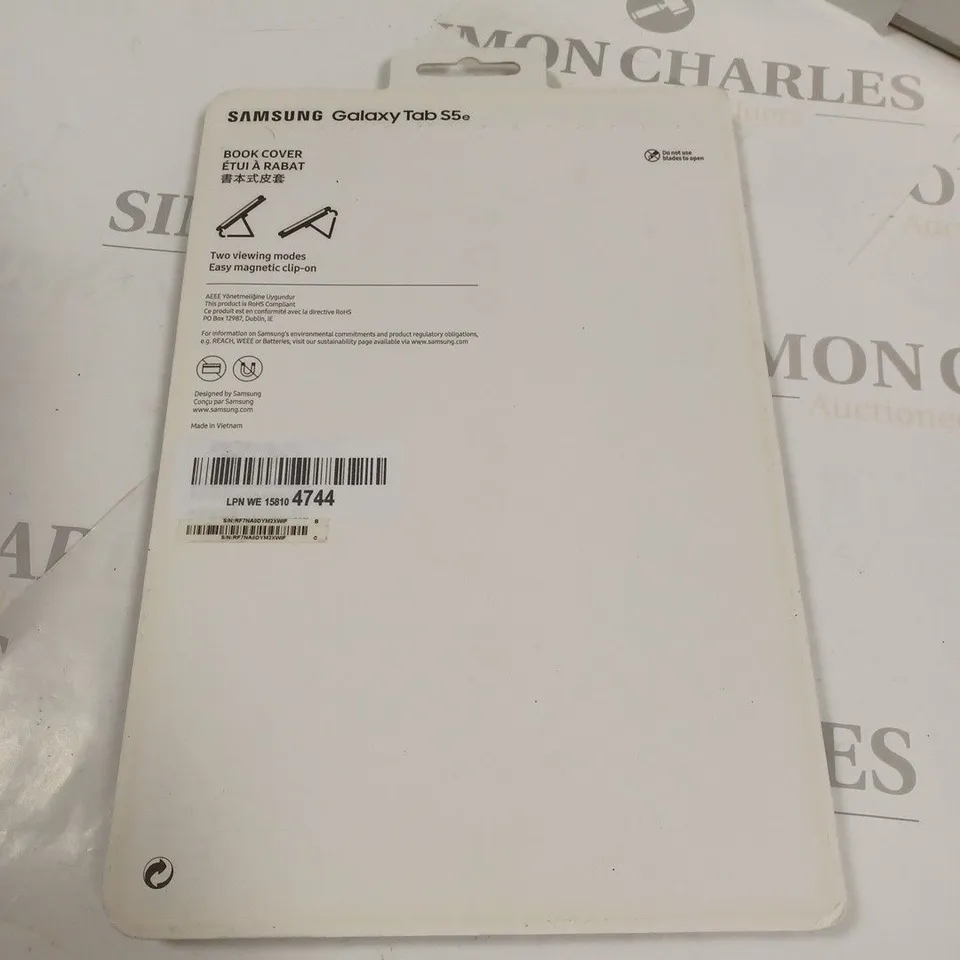 SIMON CHARLES
SAMSUNG Galaxy Tab S5e
BOOK COVER
ÉTUI À RABAT
書本式皮套
Do not use
blades to open
Two viewing modes
Easy magnetic clip-on
AEEE Yönetmeliğine Uygundur
This product is RoHS Compliant
Ce produit est en conformité avec la directive RoHS
PO Box 12987, Dublin, IE
For information on Samsung's environmental commitments and product regulatory obligations,
e.g. REACH, WEEE or Batteries, visit our sustainability page available via www.samsung.com
Designed by Samsung
Conçu par Samsung
www.samsung.com
Made in Vietnam
LPN WE 15810 4744
S/N:RF7NA0DYM2XWIF B
S/N:RF7NA0DYM2XWIF C
MON C
Auctionee
ES